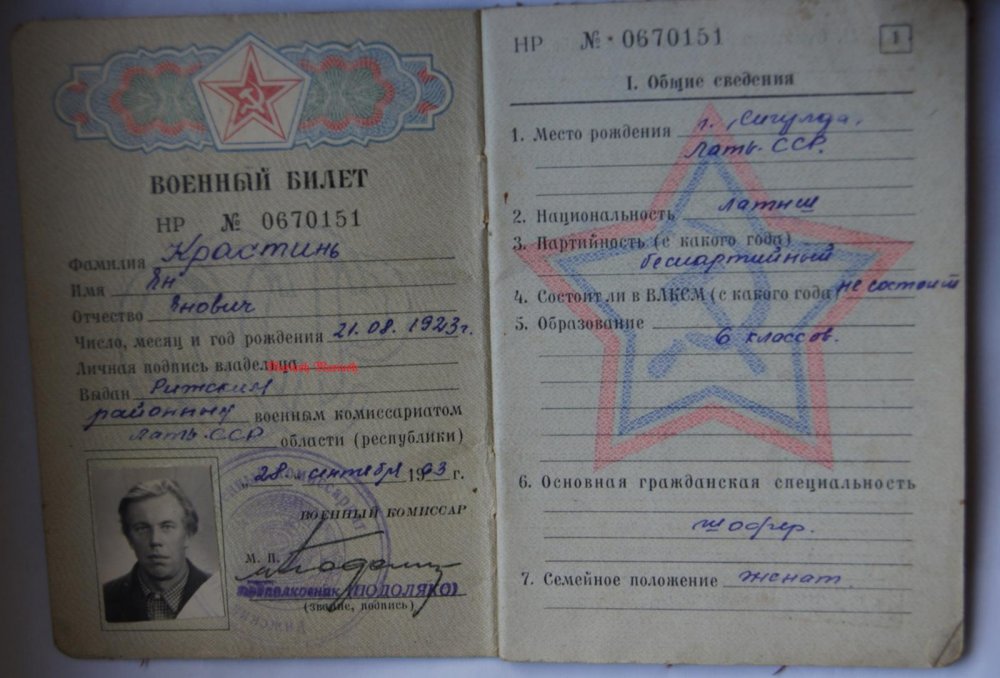 ВОЕННЫЙ БИЛЕТ
НР № 0670151
Фамилия Крастинь
Имя Ян
Отчество Янович
Число, месяц и год рождения 21.08.1923г.
Личная подпись владельца
Выдан Рижским
районным военным комиссариатом
Латв. ССР области (республики)
28 сентября 1963 г.
ВОЕННЫЙ КОМИССАР
М. П.
(ПОДОЛЯКО)
(звание, подпись)
НР № 0670151
1
I. Общие сведения
1. Место рождения г. Сигулда,
Латв. ССР.
2. Национальность латыш
3. Партийность (с какого года)
беспартийный
4. Состоит ли в ВЛКСМ (с какого года) не состоит
5. Образование
6 классов.
6. Основная гражданская специальность
шофер.
7. Семейное положение женат